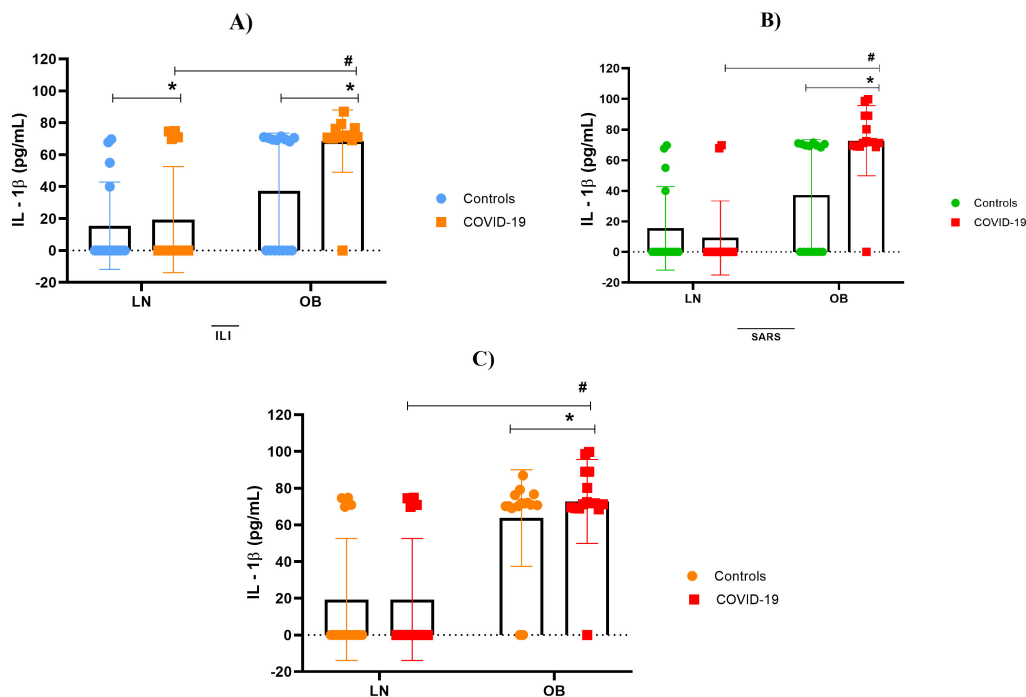 A)
IL - 1β (pg/mL)
120
100
80
60
40
20
0
-20
#
*
*
LN
OB
ILI
Controls
COVID-19
B)
IL - 1β (pg/mL)
120
100
80
60
40
20
0
-20
#
*
LN
OB
SARS
Controls
COVID-19
C)
IL - 1β (pg/mL)
120
100
80
60
40
20
0
-20
#
*
LN
OB
Controls
COVID-19